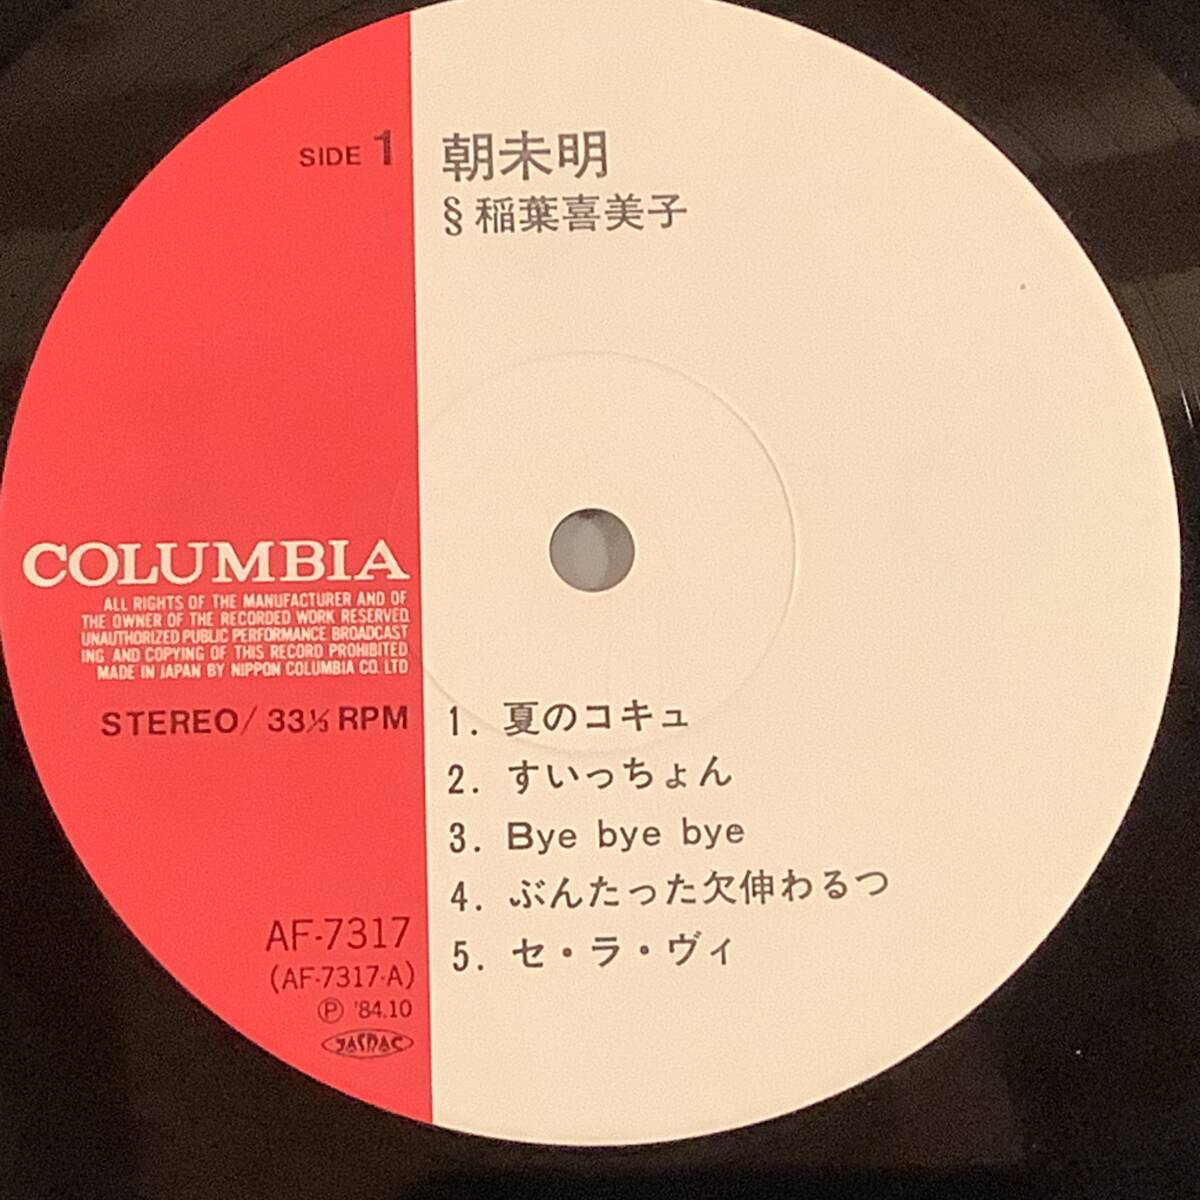 SIDE 1
朝未明
§稲葉喜美子
COLUMBIA
ALL RIGHTS OF THE MANUFACTURER AND OF
THE OWNER OF THE RECORDED WORK RESERVED.
UNAUTHORIZED PUBLIC PERFORMANCE BROADCAST
ING AND COPYING OF THIS RECORD PROHIBITED
MADE IN JAPAN BY NIPPON COLUMBIA CO. LTD
STEREO/ 33⅓ RPM
1. 夏のコキュ
2. すいっちょん
3. Bye bye bye
4. ぶんたった欠伸わるつ
5. セ・ラ・ヴィ
AF-7317
(AF-7317-A)
Ⓟ '84.10
JASRAC